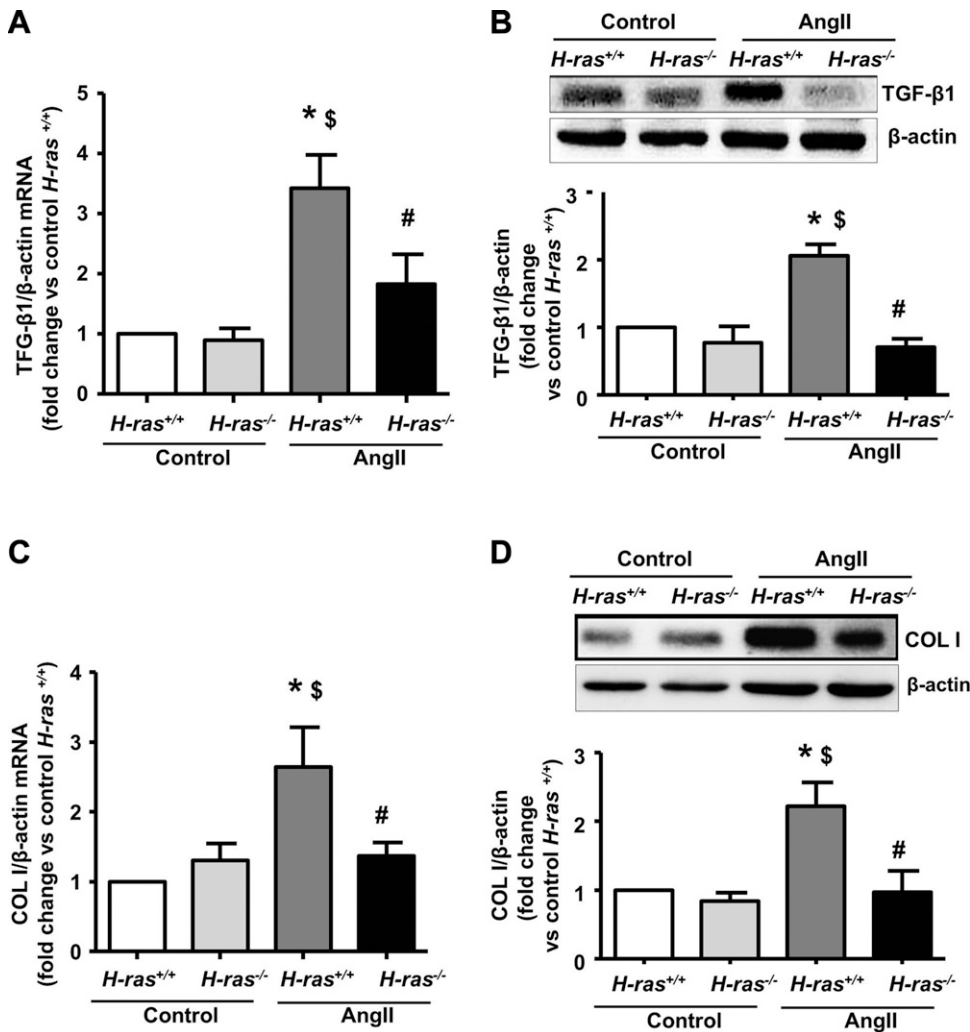 A
TFG-β1/β-actin mRNA
(fold change vs control H-ras +/+)
5
4
3
2
1
0
* $
#
H-ras+/+ H-ras-/- H-ras+/+ H-ras-/-
Control AngII
B
Control AngII
H-ras+/+ H-ras-/- H-ras+/+ H-ras-/-
TGF-β1
β-actin
TFG-β1/β-actin
(fold change
vs control H-ras +/+)
3
2
1
0
* $
#
H-ras+/+ H-ras-/- H-ras+/+ H-ras-/-
Control AngII
C
COL I/β-actin mRNA
(fold change vs control H-ras +/+)
4
3
2
1
0
* $
#
H-ras+/+ H-ras-/- H-ras+/+ H-ras-/-
Control AngII
D
Control AngII
H-ras+/+ H-ras-/- H-ras+/+ H-ras-/-
COL I
β-actin
COL I/β-actin
(fold change
vs control H-ras +/+)
3
2
1
0
* $
#
H-ras+/+ H-ras-/- H-ras+/+ H-ras-/-
Control AngII